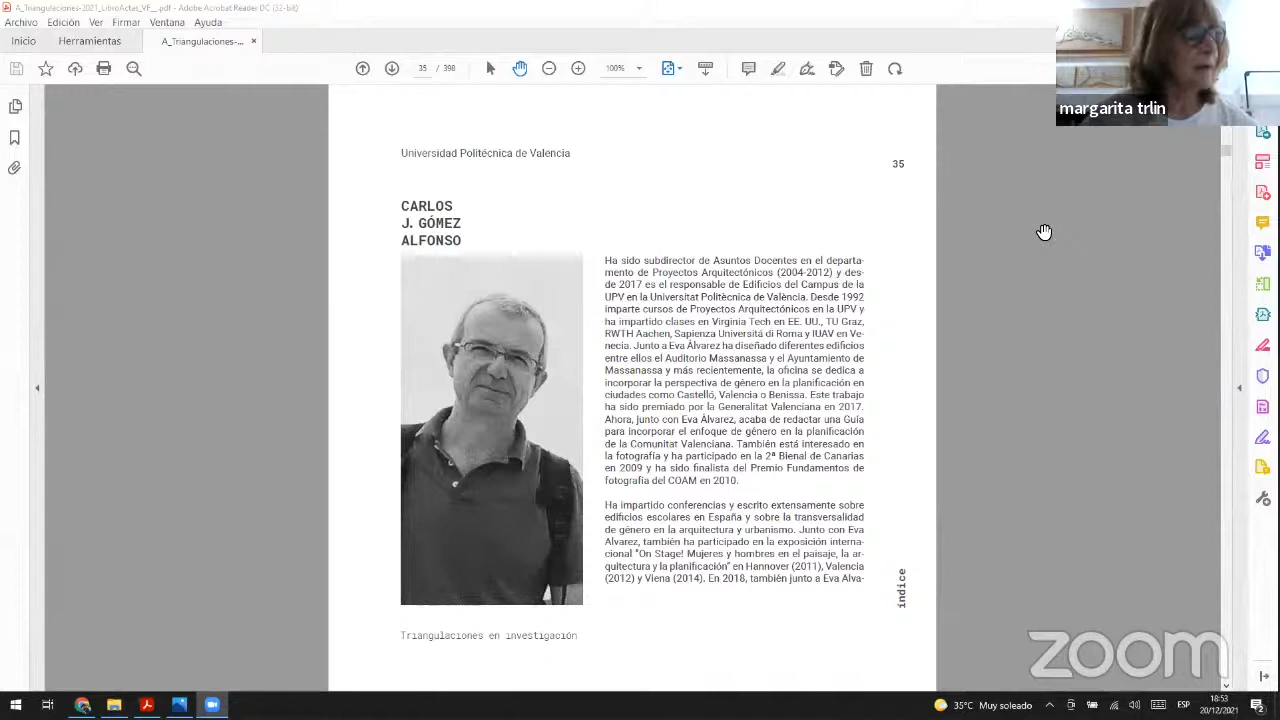 A_Triangulaciones-2021_LibroActas_VF__.pdf - Adobe Acrobat Reader DC (32-bit)
Archivo Edición Ver Firmar Ventana Ayuda
Inicio Herramientas A_Triangulaciones-... ×
35 / 398 100%
margarita trlin
Universidad Politécnica de Valencia
35
CARLOS
J. GÓMEZ
ALFONSO
Ha sido subdirector de Asuntos Docentes en el departa-
mento de Proyectos Arquitectónicos (2004-2012) y des-
de 2017 es el responsable de Edificios del Campus de la
UPV en la Universitat Politècnica de València. Desde 1992
imparte cursos de Proyectos Arquitectónicos en la UPV y
ha impartido clases en Virginia Tech en EE. UU., TU Graz,
RWTH Aachen, Sapienza Universitá di Roma y IUAV en Ve-
necia. Junto a Eva Álvarez ha diseñado diferentes edificios
entre ellos el Auditorio Massanassa y el Ayuntamiento de
Massanassa y más recientemente, la oficina se dedica a
incorporar la perspectiva de género en la planificación en
ciudades como Castelló, Valencia o Benissa. Este trabajo
ha sido premiado por la Generalitat Valenciana en 2017.
Ahora, junto con Eva Álvarez, acaba de redactar una Guía
para incorporar el enfoque de género en la planificación
de la Comunitat Valenciana. También está interesado en
la fotografía y ha participado en la 2ª Bienal de Canarias
en 2009 y ha sido finalista del Premio Fundamentos de
fotografía del COAM en 2010.
Ha impartido conferencias y escrito extensamente sobre
edificios escolares en España y sobre la transversalidad
de género en la arquitectura y urbanismo. Junto con Eva
Alvarez, también ha participado en la exposición interna-
cional "On Stage! Mujeres y hombres en el paisaje, la ar-
quitectura y la planificación" en Hannover (2011), Valencia
(2012) y Viena (2014). En 2018, también junto a Eva Alva-
índice
Triangulaciones en investigación
zoom
35°C Muy soleado
ESP
18:53
20/12/2021
2